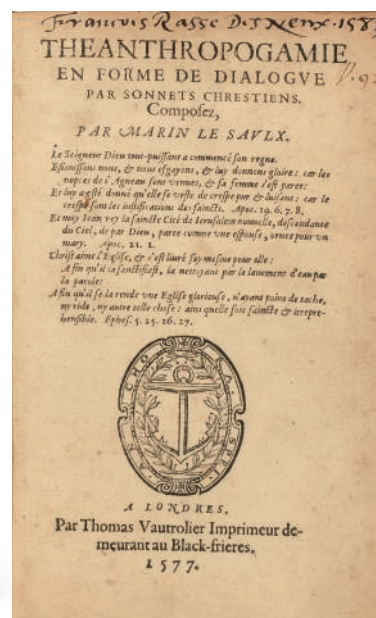 Francoys Rasse Des Neux. 158
THEANTHROPOGAMIE
EN FORME DE DIALOGVE
PAR SONNETS CHRESTIENS.
Composez,
PAR MARIN LE SAVLX.
Le Seigneur Dieu tout-puissant a commencé son regne.
Esiouissons nous, & nous esgayons, & luy donnons gloire: car les
nopces de l'Agneau sont venues, & sa femme s'est paree:
Et luy a esté donné qu'elle se veste de crespe pur & luisant: car le
crespe sont les iustifications des saincts. Apoc. 19. 6. 7. 8.
Et moy Iean vey la saincte Cité de Ierusalem nouuelle, descendante
du Ciel, de par Dieu, paree comme vne espouse, ornee pour vn
mary. Apoc. 21. 2.
Christ aime l'Eglise, & s'est liuré soy mesme pour elle:
A fin qu'il la sanctifiast, la nettoyant par le lauement d'eau par
la parole:
A fin qu'il se la rende vne Eglise glorieuse, n'ayant point de tache,
ny ride, ny autre telle chose: ains quelle soit saincte & irrepre-
hensible. Ephes. 5. 25. 26. 27.
ANCHORA SPEI
A LONDRES.
Par Thomas Vautrolier Imprimeur de-
meurant au Black-frieres.
1577.